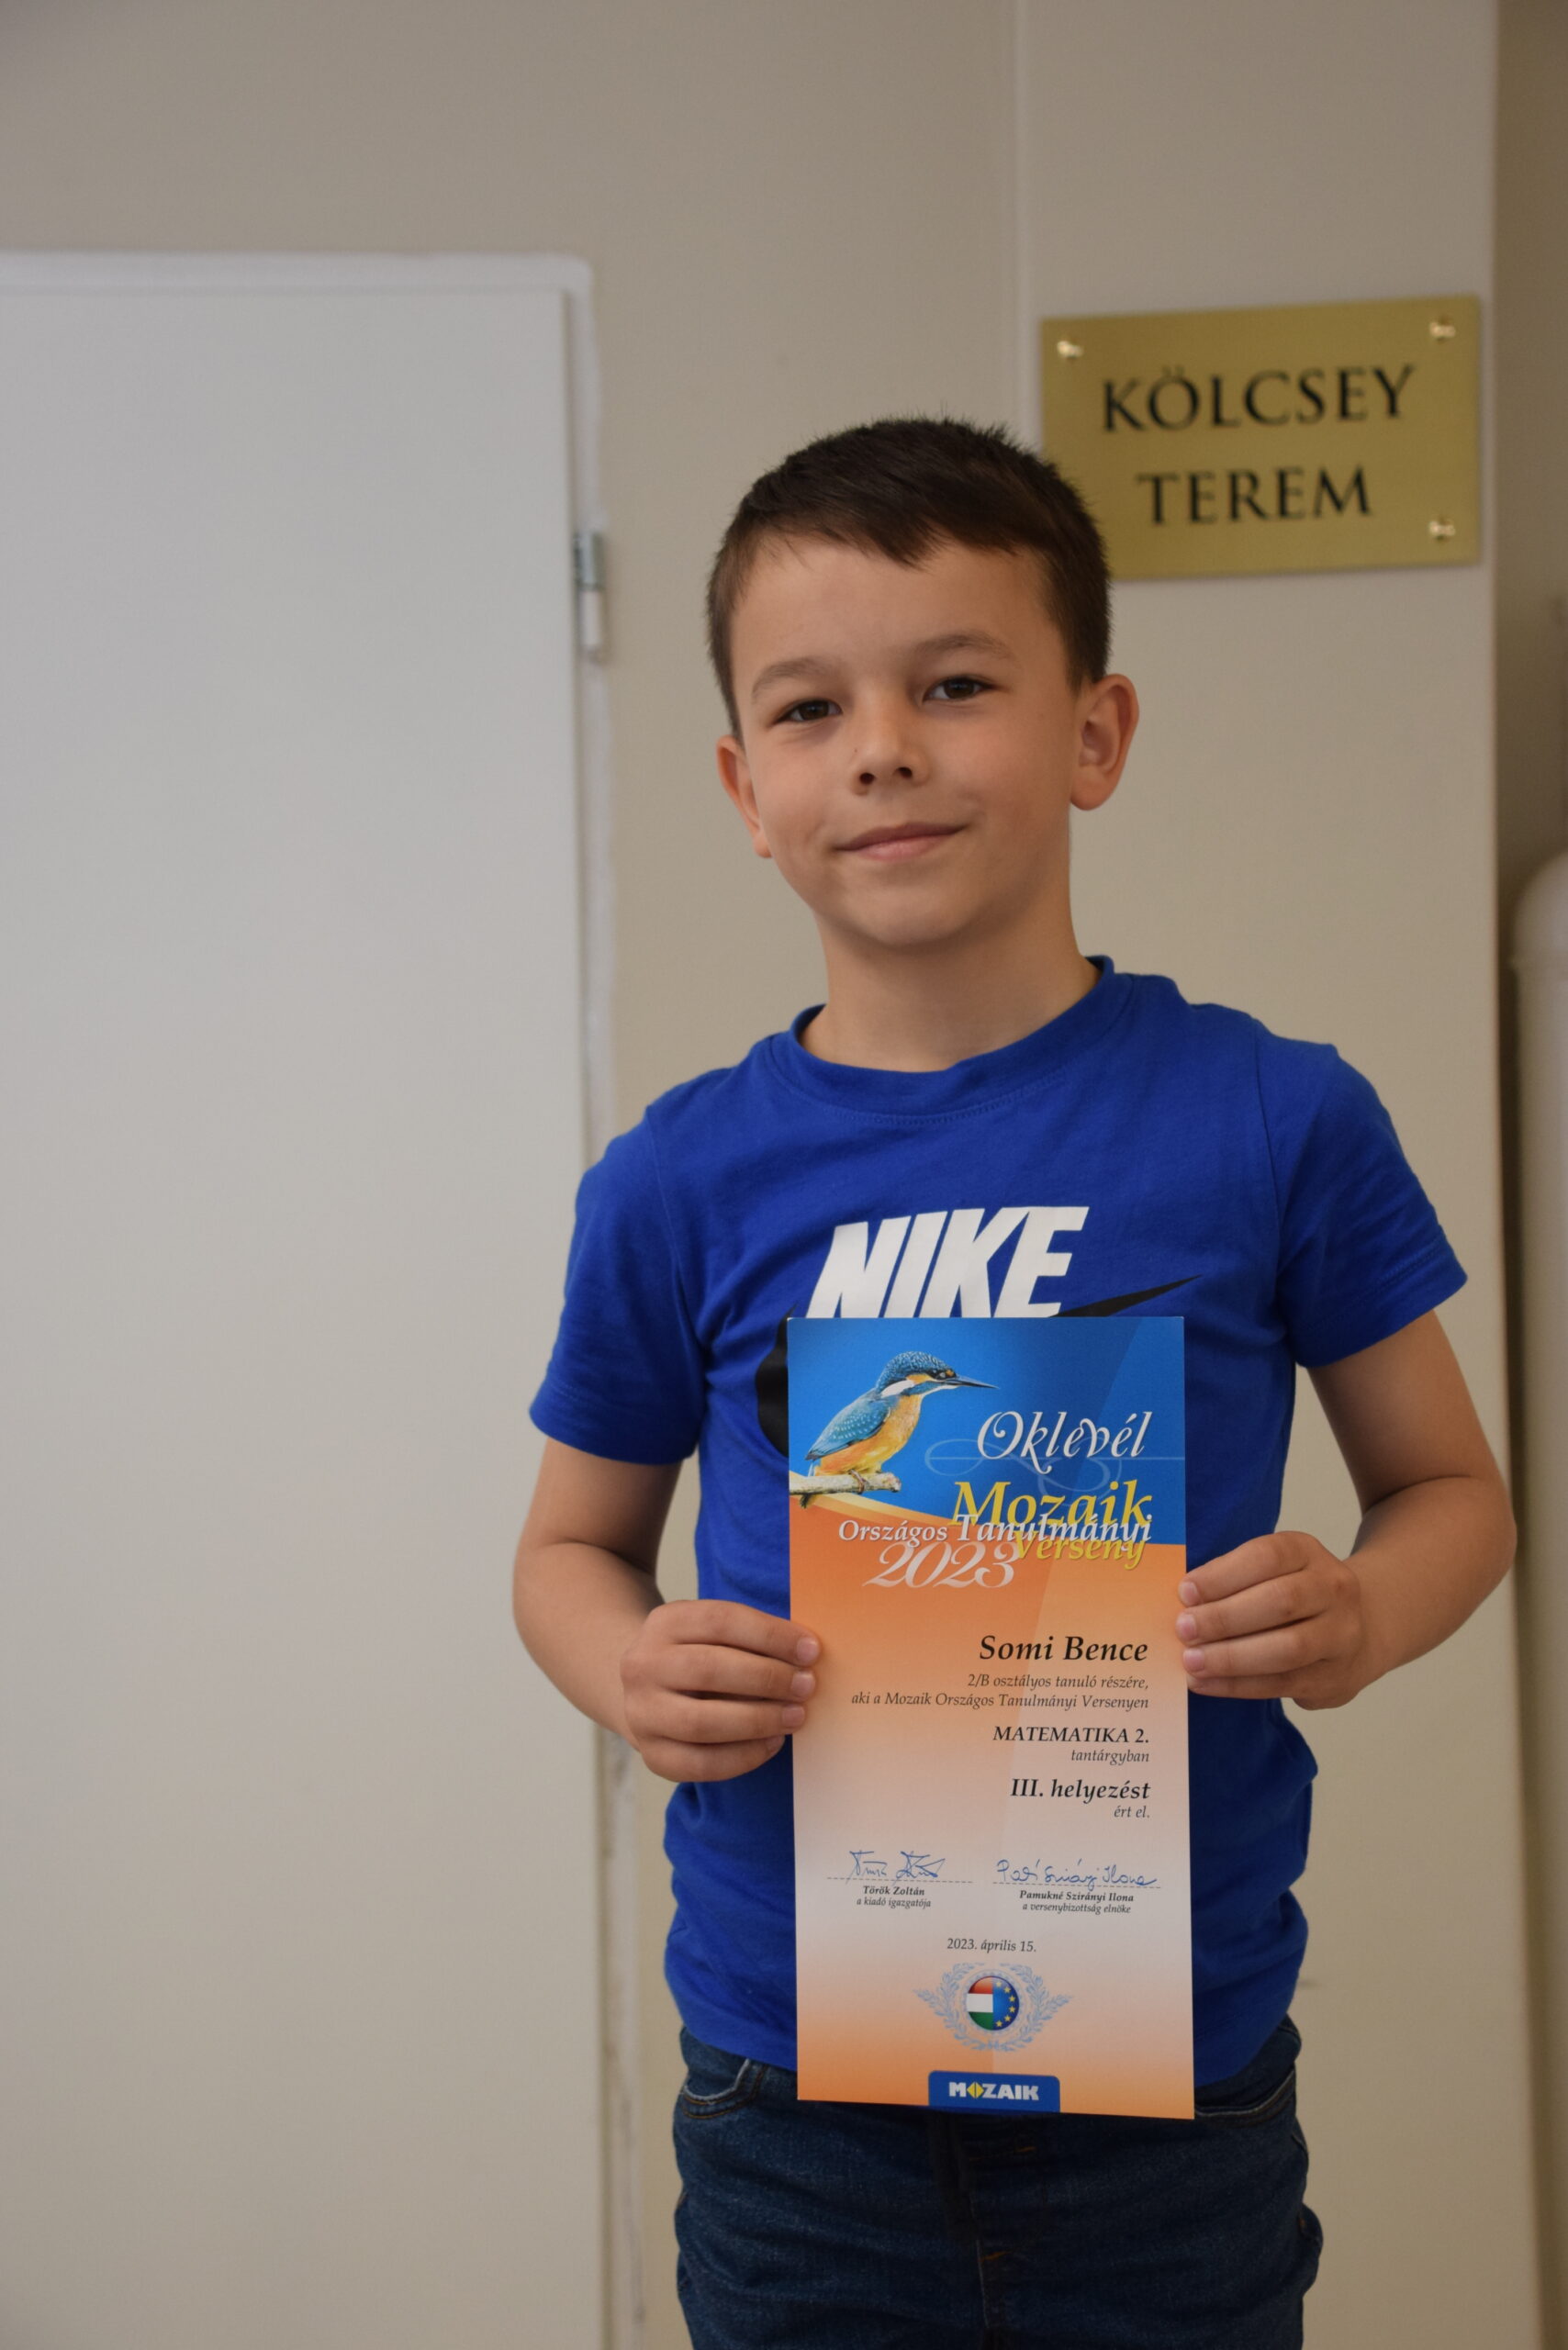 KÖLCSEY
TEREM
NIKE
Oklevél
Mozaik
Országos Tanulmányi
Verseny
2023
Somi Bence
2/B osztályos tanuló részére,
aki a Mozaik Országos Tanulmányi Versenyen
MATEMATIKA 2.
tantárgyban
III. helyezést
ért el.
Török Zoltán
a kiadó igazgatója
Pamukné Szirányi Ilona
a versenybizottság elnöke
2023. április 15.
MOZAIK